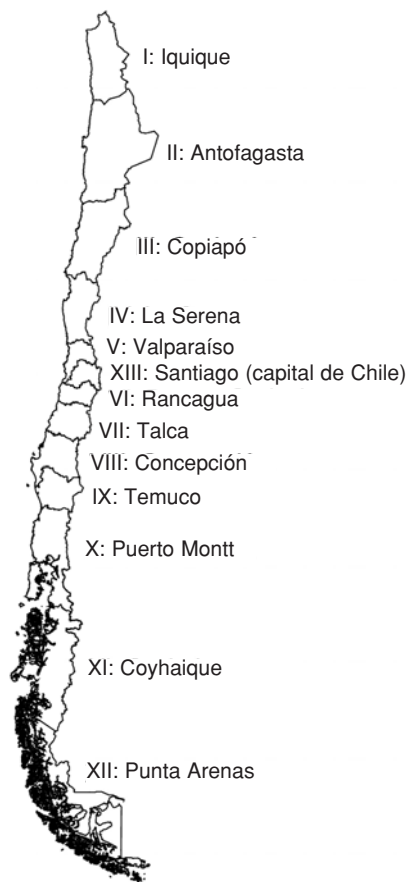 I: Iquique
II: Antofagasta
III: Copiapó
IV: La Serena
V: Valparaíso
XIII: Santiago (capital de Chile)
VI: Rancagua
VII: Talca
VIII: Concepción
IX: Temuco
X: Puerto Montt
XI: Coyhaique
XII: Punta Arenas